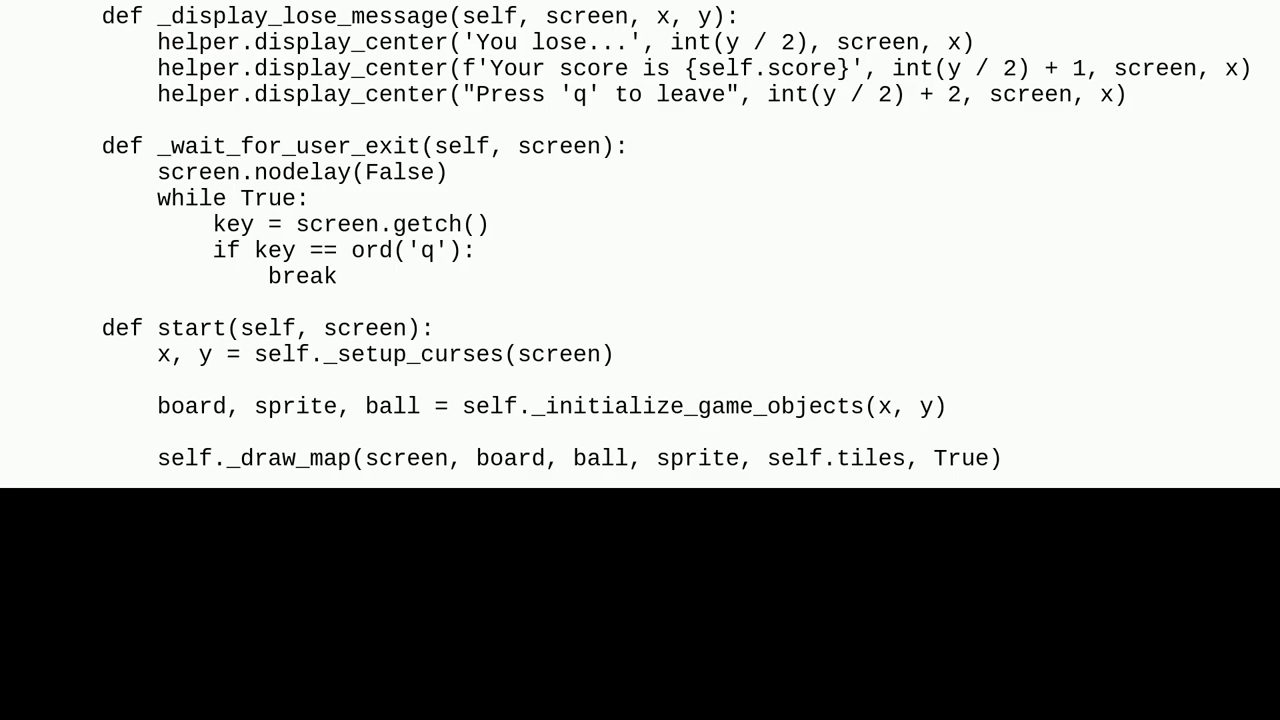 def _display_lose_message(self, screen, x, y):
    helper.display_center('You lose...', int(y / 2), screen, x)
    helper.display_center(f'Your score is {self.score}', int(y / 2) + 1, screen, x)
    helper.display_center("Press 'q' to leave", int(y / 2) + 2, screen, x)

def _wait_for_user_exit(self, screen):
    screen.nodelay(False)
    while True:
        key = screen.getch()
        if key == ord('q'):
            break

def start(self, screen):
    x, y = self._setup_curses(screen)

    board, sprite, ball = self._initialize_game_objects(x, y)

    self._draw_map(screen, board, ball, sprite, self.tiles, True)